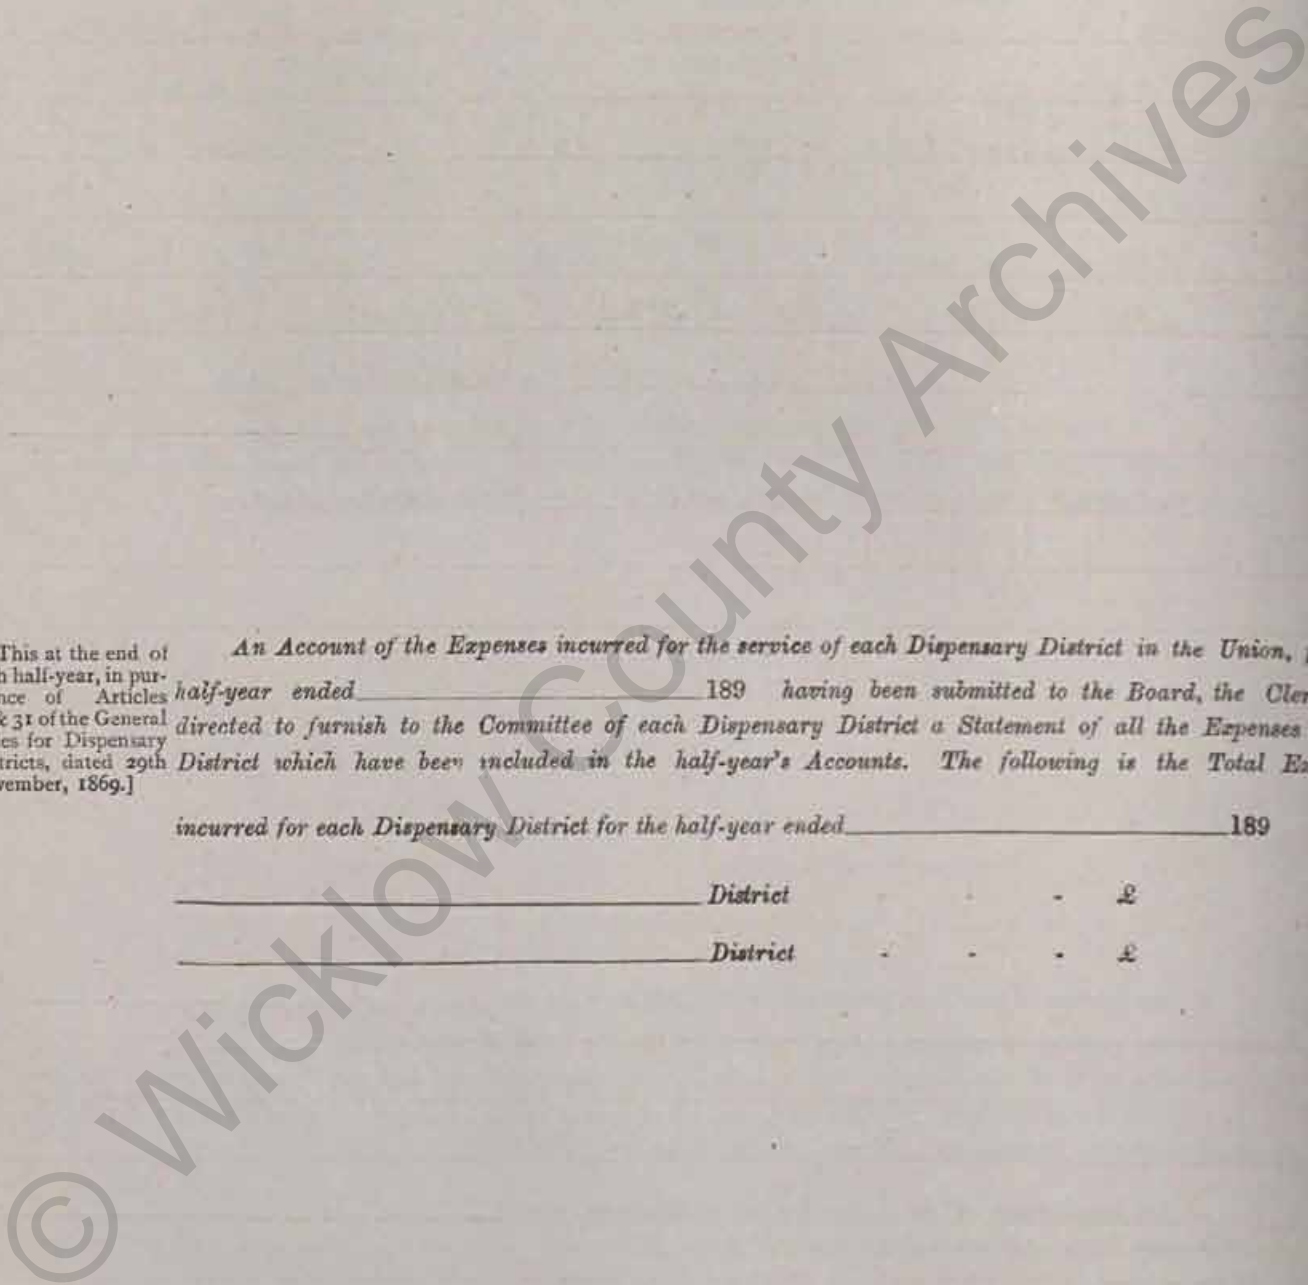 This at the end of
half-year, in pur-
nce of Articles
& 31 of the General
es for Dispensary
tricts, dated 29th
vember, 1869.]
An Account of the Expenses incurred for the service of each Dispensary District in the Union,
half-year ended 189 having been submitted to the Board, the Cler
directed to furnish to the Committee of each Dispensary District a Statement of all the Expenses
District which have been included in the half-year's Accounts. The following is the Total Ex
incurred for each Dispensary District for the half-year ended 189
District - - £
District - - - £
© Wicklow County Archives